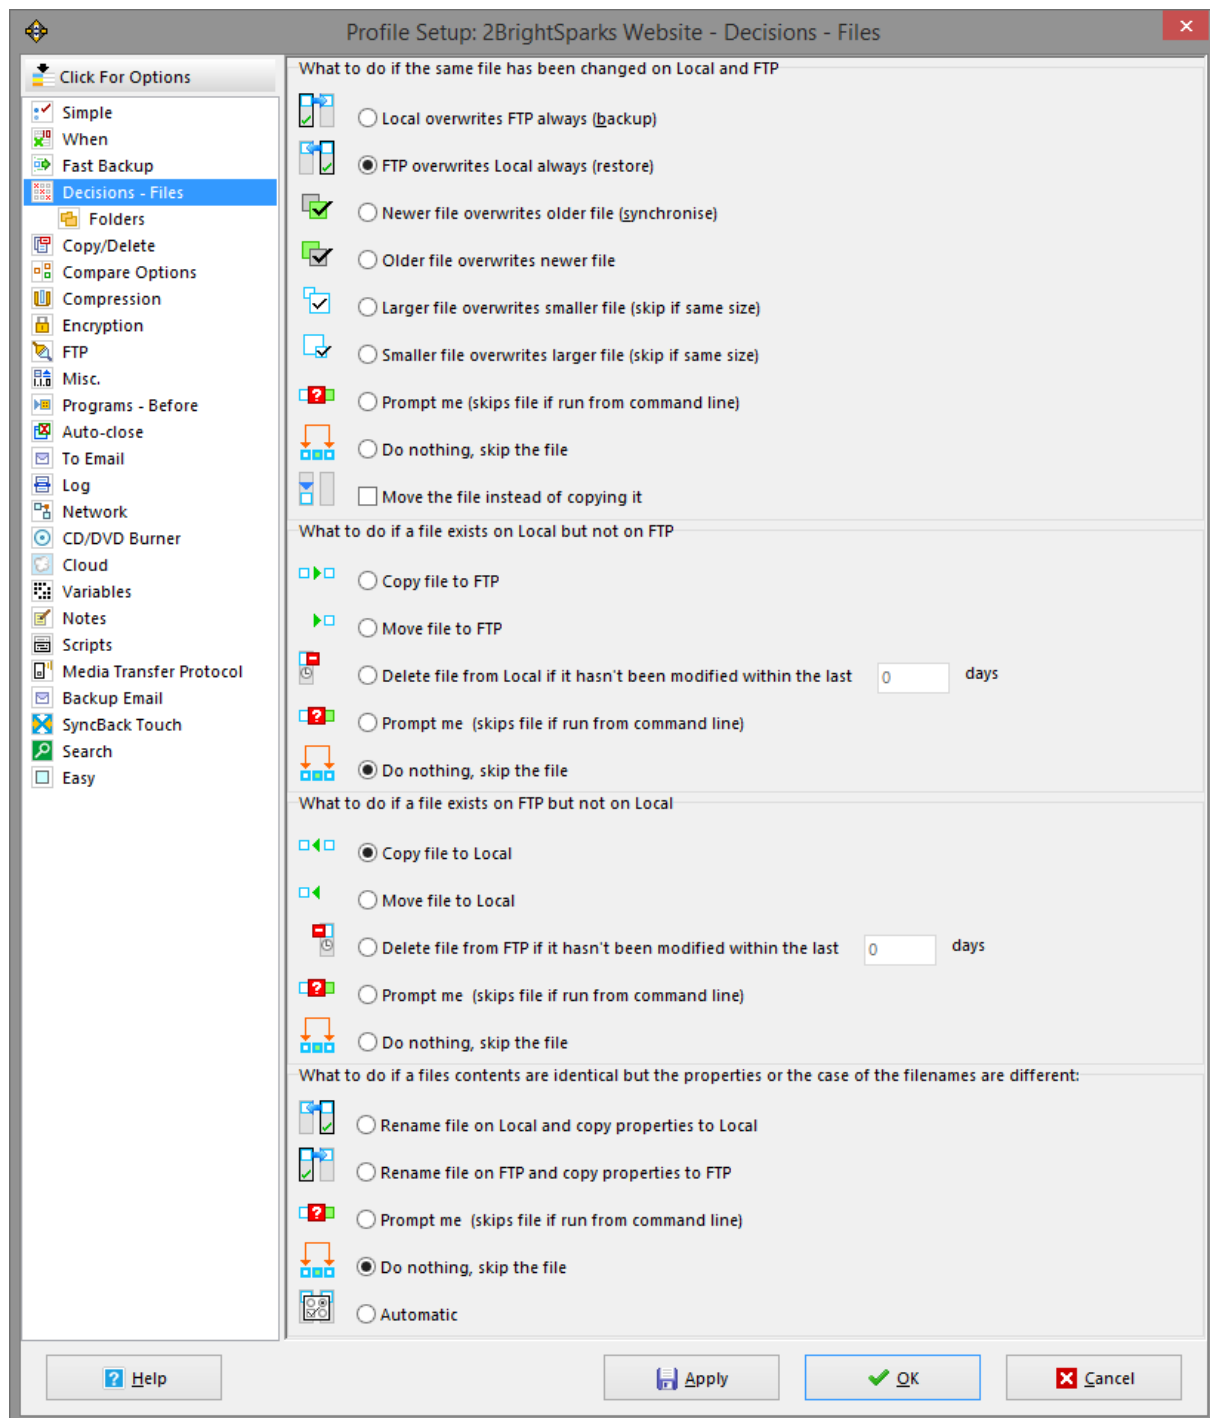 Profile Setup: 2BrightSparks Website - Decisions - Files
Click For Options
Simple
When
Fast Backup
Decisions - Files
Folders
Copy/Delete
Compare Options
Compression
Encryption
FTP
Misc.
Programs - Before
Auto-close
To Email
Log
Network
CD/DVD Burner
Cloud
Variables
Notes
Scripts
Media Transfer Protocol
Backup Email
SyncBack Touch
Search
Easy
What to do if the same file has been changed on Local and FTP
Local overwrites FTP always (backup)
FTP overwrites Local always (restore)
Newer file overwrites older file (synchronise)
Older file overwrites newer file
Larger file overwrites smaller file (skip if same size)
Smaller file overwrites larger file (skip if same size)
Prompt me (skips file if run from command line)
Do nothing, skip the file
Move the file instead of copying it
What to do if a file exists on Local but not on FTP
Copy file to FTP
Move file to FTP
Delete file from Local if it hasn't been modified within the last 0 days
Prompt me (skips file if run from command line)
Do nothing, skip the file
What to do if a file exists on FTP but not on Local
Copy file to Local
Move file to Local
Delete file from FTP if it hasn't been modified within the last 0 days
Prompt me (skips file if run from command line)
Do nothing, skip the file
What to do if a files contents are identical but the properties or the case of the filenames are different:
Rename file on Local and copy properties to Local
Rename file on FTP and copy properties to FTP
Prompt me (skips file if run from command line)
Do nothing, skip the file
Automatic
Help
Apply
OK
Cancel